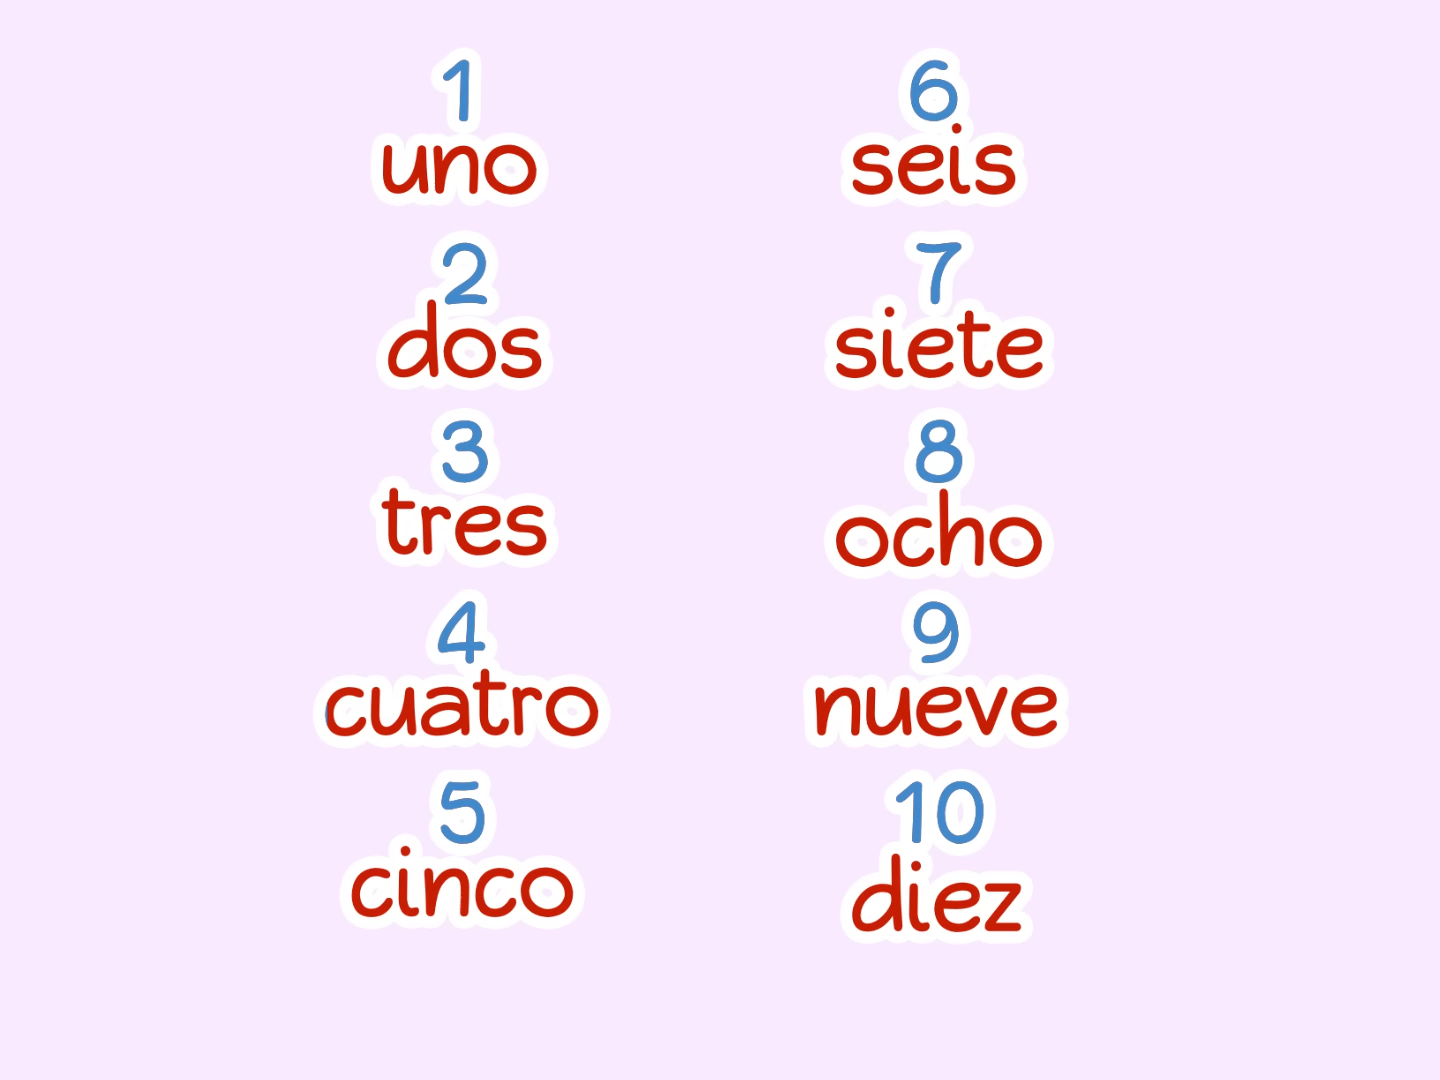 1
uno
2
dos
3
tres
4
cuatro
5
cinco
6
seis
7
siete
8
ocho
9
nueve
10
diez